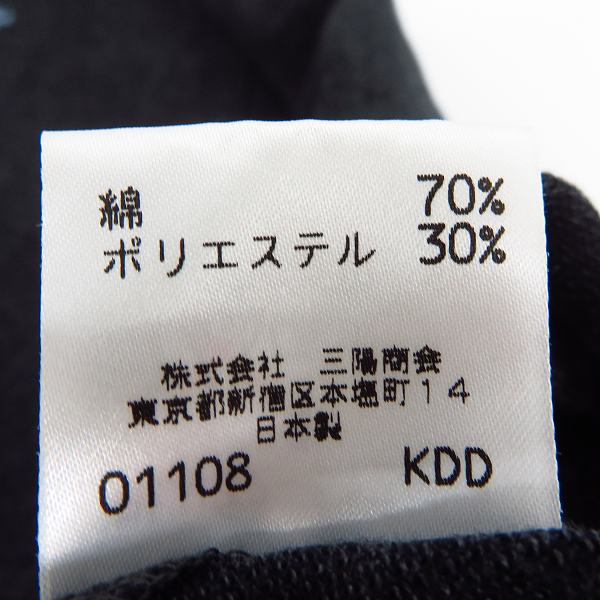 綿 70%
ポリエステル 30%
株式会社 三陽商会
東京都新宿区本塩町14
日本製
01108 KDD